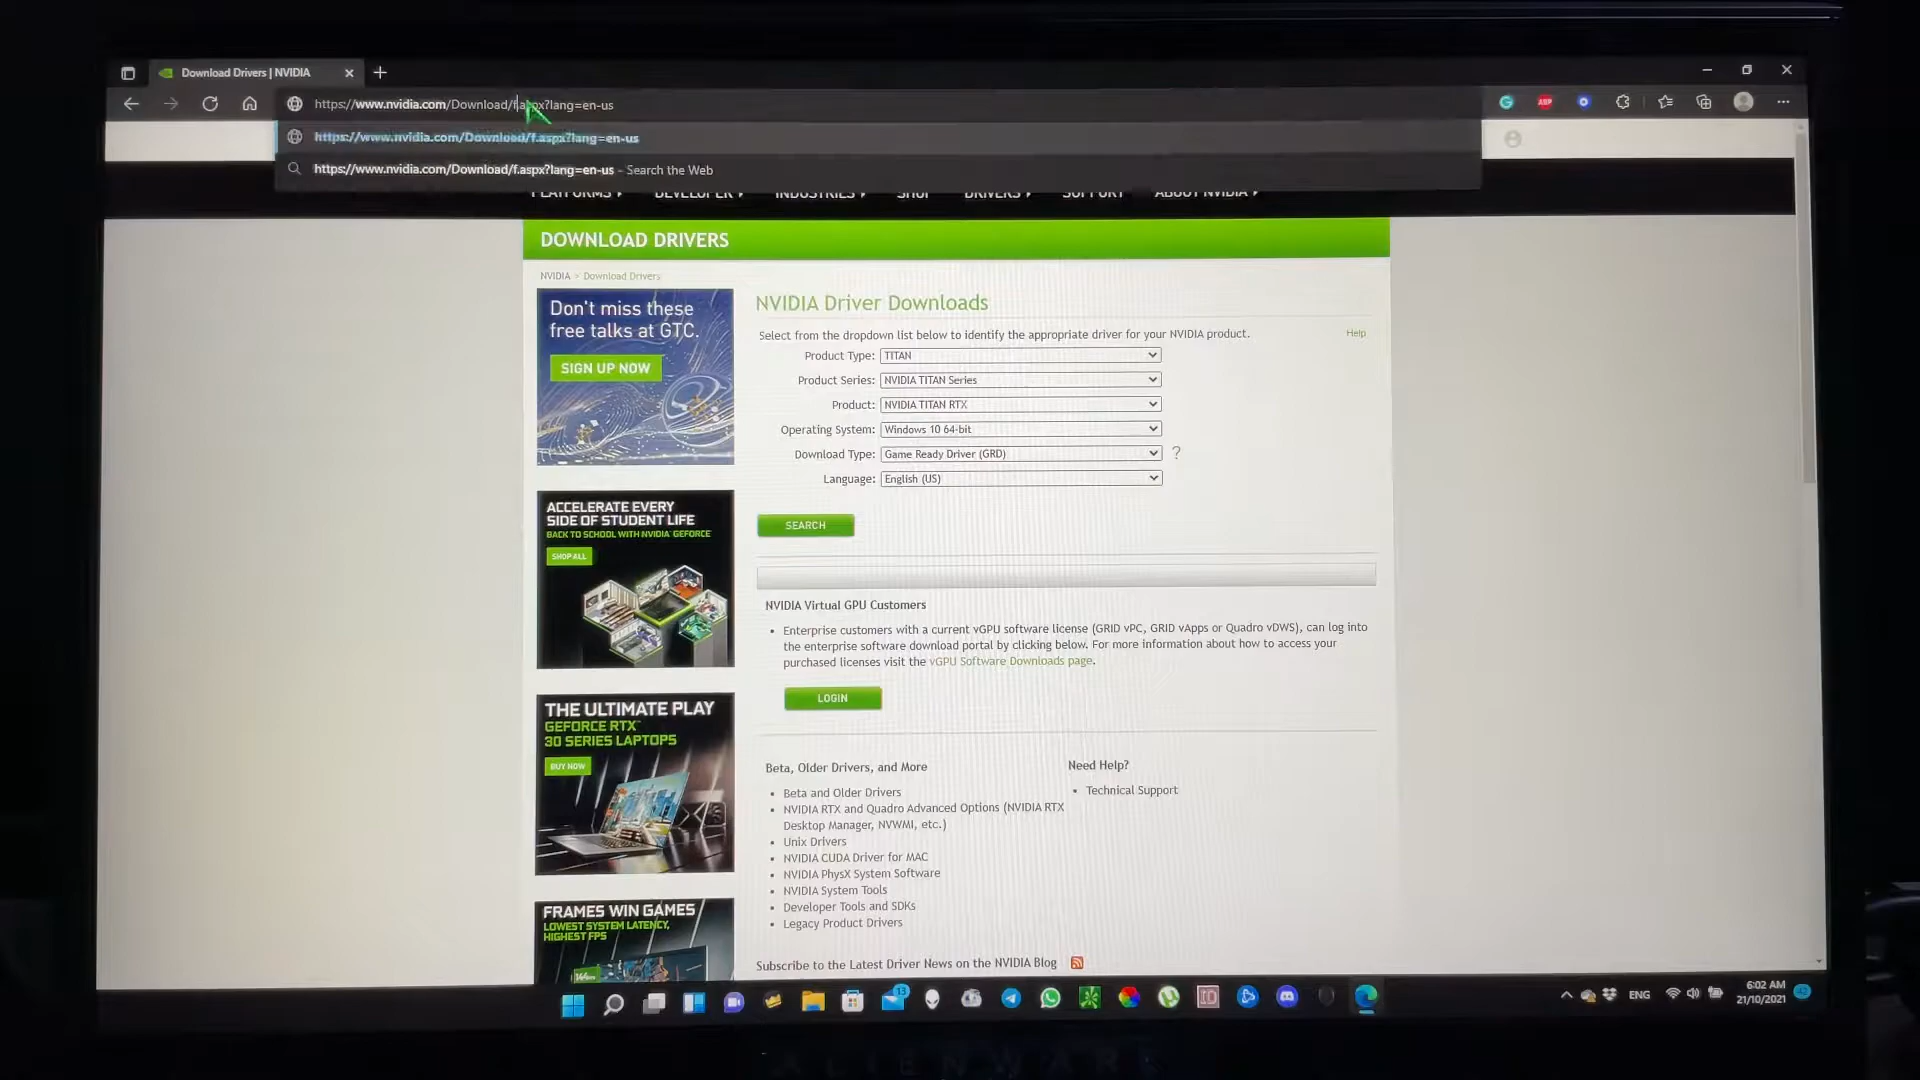 Download Drivers | NVIDIA
https://www.nvidia.com/Download/f.aspx?lang=en-us
https://www.nvidia.com/Download/f.aspx?lang=en-us
https://www.nvidia.com/Download/f.aspx?lang=en-us - Search the Web
ABP
PLATFORMS DEVELOPER INDUSTRIES SHOP DRIVERS SUPPORT ABOUT NVIDIA
DOWNLOAD DRIVERS
NVIDIA > Download Drivers
Don't miss these
free talks at GTC.
SIGN UP NOW
NVIDIA Driver Downloads
Select from the dropdown list below to identify the appropriate driver for your NVIDIA product.
Help
Product Type: TITAN
Product Series: NVIDIA TITAN Series
Product: NVIDIA TITAN RTX
Operating System: Windows 10 64-bit
Download Type: Game Ready Driver (GRD) ?
Language: English (US)
SEARCH
ACCELERATE EVERY
SIDE OF STUDENT LIFE
BACK TO SCHOOL WITH NVIDIA GEFORCE
SHOP ALL
NVIDIA Virtual GPU Customers
• Enterprise customers with a current vGPU software license (GRID vPC, GRID vApps or Quadro vDWS), can log into
the enterprise software download portal by clicking below. For more information about how to access your
purchased licenses visit the vGPU Software Downloads page.
LOGIN
THE ULTIMATE PLAY
GEFORCE RTX™
30 SERIES LAPTOPS
BUY NOW
Beta, Older Drivers, and More
• Beta and Older Drivers
• NVIDIA RTX and Quadro Advanced Options (NVIDIA RTX
Desktop Manager, NVWMI, etc.)
• Unix Drivers
• NVIDIA CUDA Driver for MAC
• NVIDIA PhysX System Software
• NVIDIA System Tools
• Developer Tools and SDKs
• Legacy Product Drivers
Need Help?
• Technical Support
FRAMES WIN GAMES
LOWEST SYSTEM LATENCY,
HIGHEST FPS
Subscribe to the Latest Driver News on the NVIDIA Blog
13
ENG
6:02 AM
21/10/2021
ALIENWARE